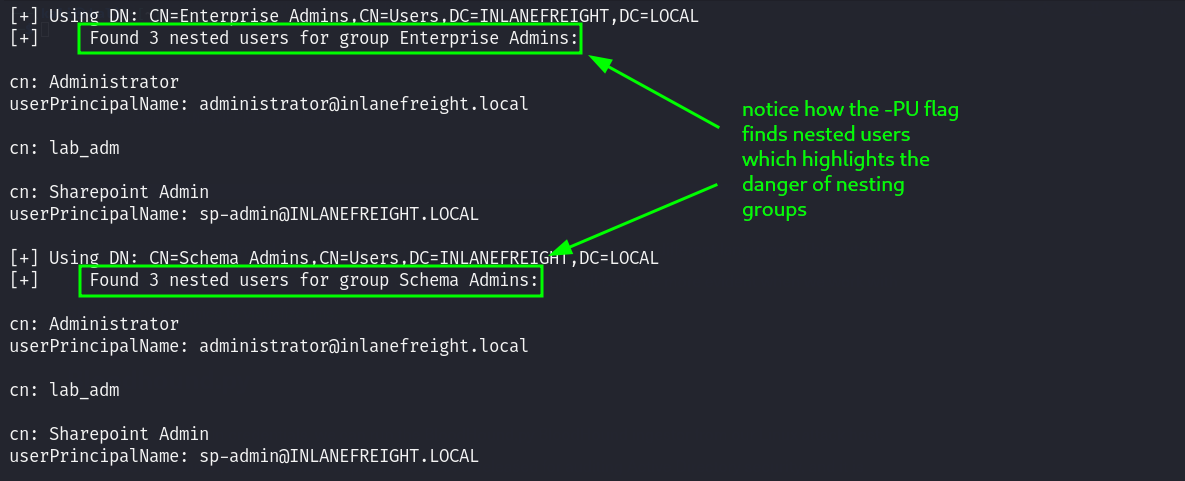 [+] Using DN: CN=Enterprise Admins,CN=Users,DC=INLANEFREIGHT,DC=LOCAL
[+]     Found 3 nested users for group Enterprise Admins:
cn: Administrator
userPrincipalName: administrator@inlanefreight.local
cn: lab_adm
cn: Sharepoint Admin
userPrincipalName: sp-admin@INLANEFREIGHT.LOCAL
notice how the -PU flag
finds nested users
which highlights the
danger of nesting
groups
[+] Using DN: CN=Schema Admins,CN=Users,DC=INLANEFREIGHT,DC=LOCAL
[+]     Found 3 nested users for group Schema Admins:
cn: Administrator
userPrincipalName: administrator@inlanefreight.local
cn: lab_adm
cn: Sharepoint Admin
userPrincipalName: sp-admin@INLANEFREIGHT.LOCAL